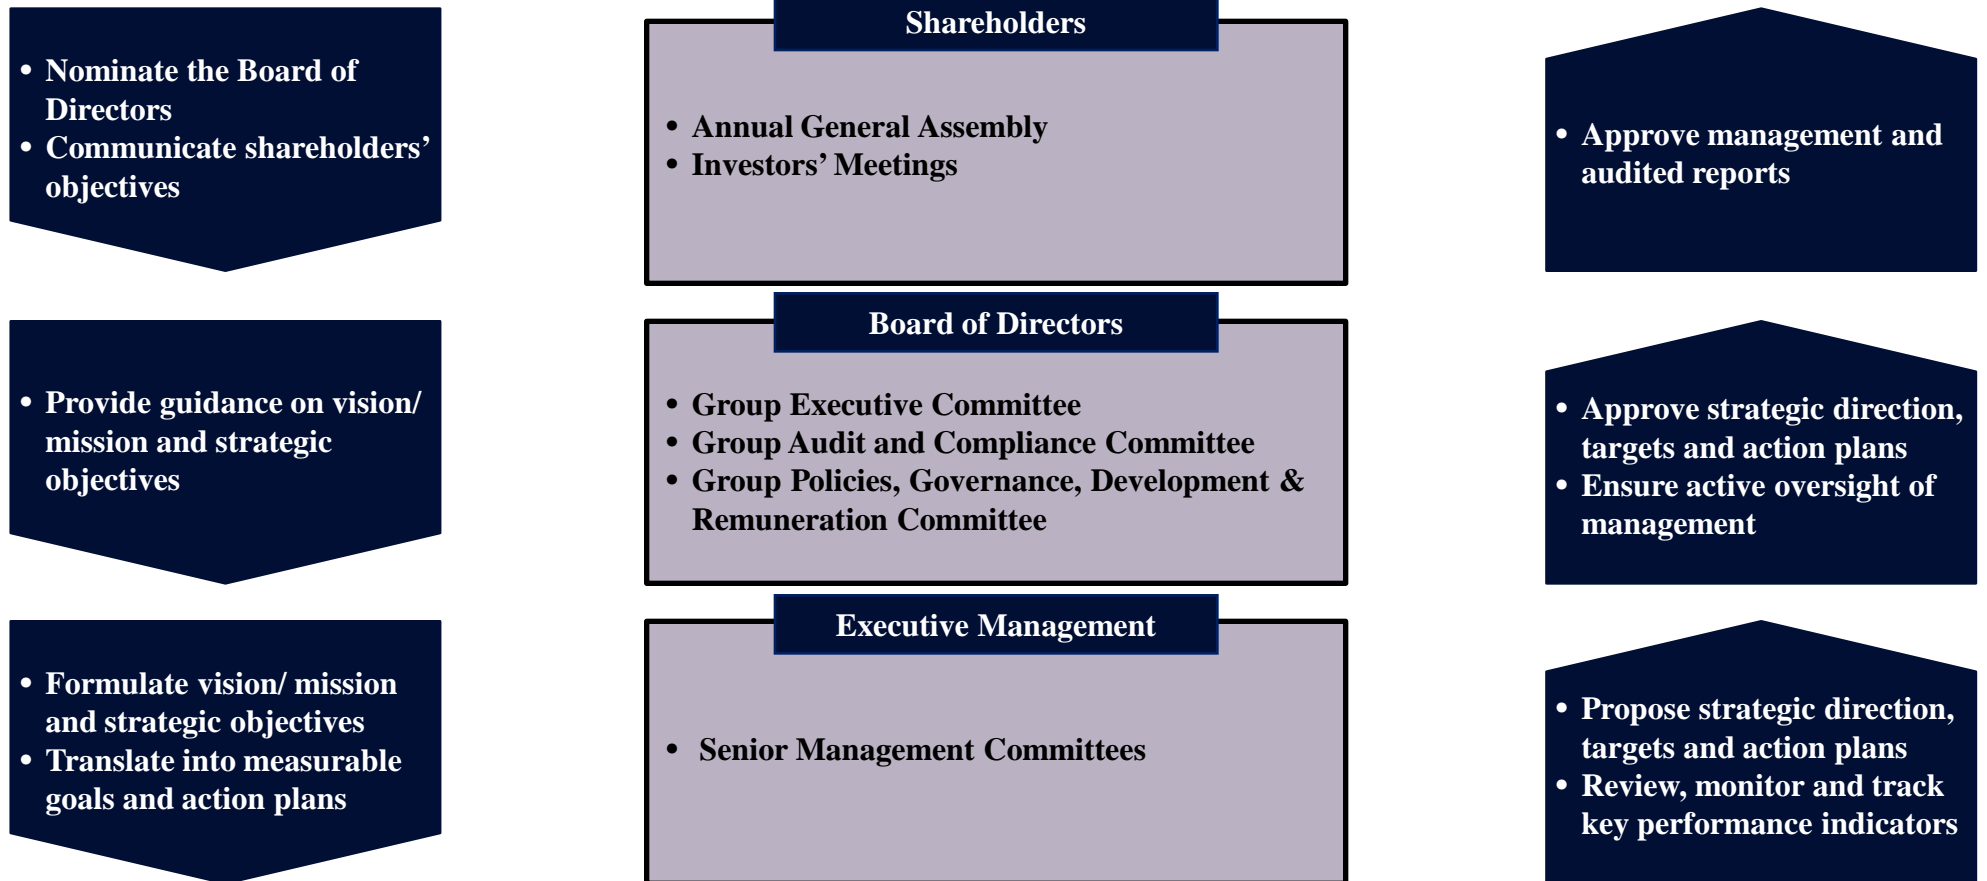 • Nominate the Board of
Directors
• Communicate shareholders’
objectives
Shareholders
• Annual General Assembly
• Investors’ Meetings
• Approve management and
audited reports
• Provide guidance on vision/
mission and strategic
objectives
Board of Directors
• Group Executive Committee
• Group Audit and Compliance Committee
• Group Policies, Governance, Development &
Remuneration Committee
• Approve strategic direction,
targets and action plans
• Ensure active oversight of
management
• Formulate vision/ mission
and strategic objectives
• Translate into measurable
goals and action plans
Executive Management
• Senior Management Committees
• Propose strategic direction,
targets and action plans
• Review, monitor and track
key performance indicators